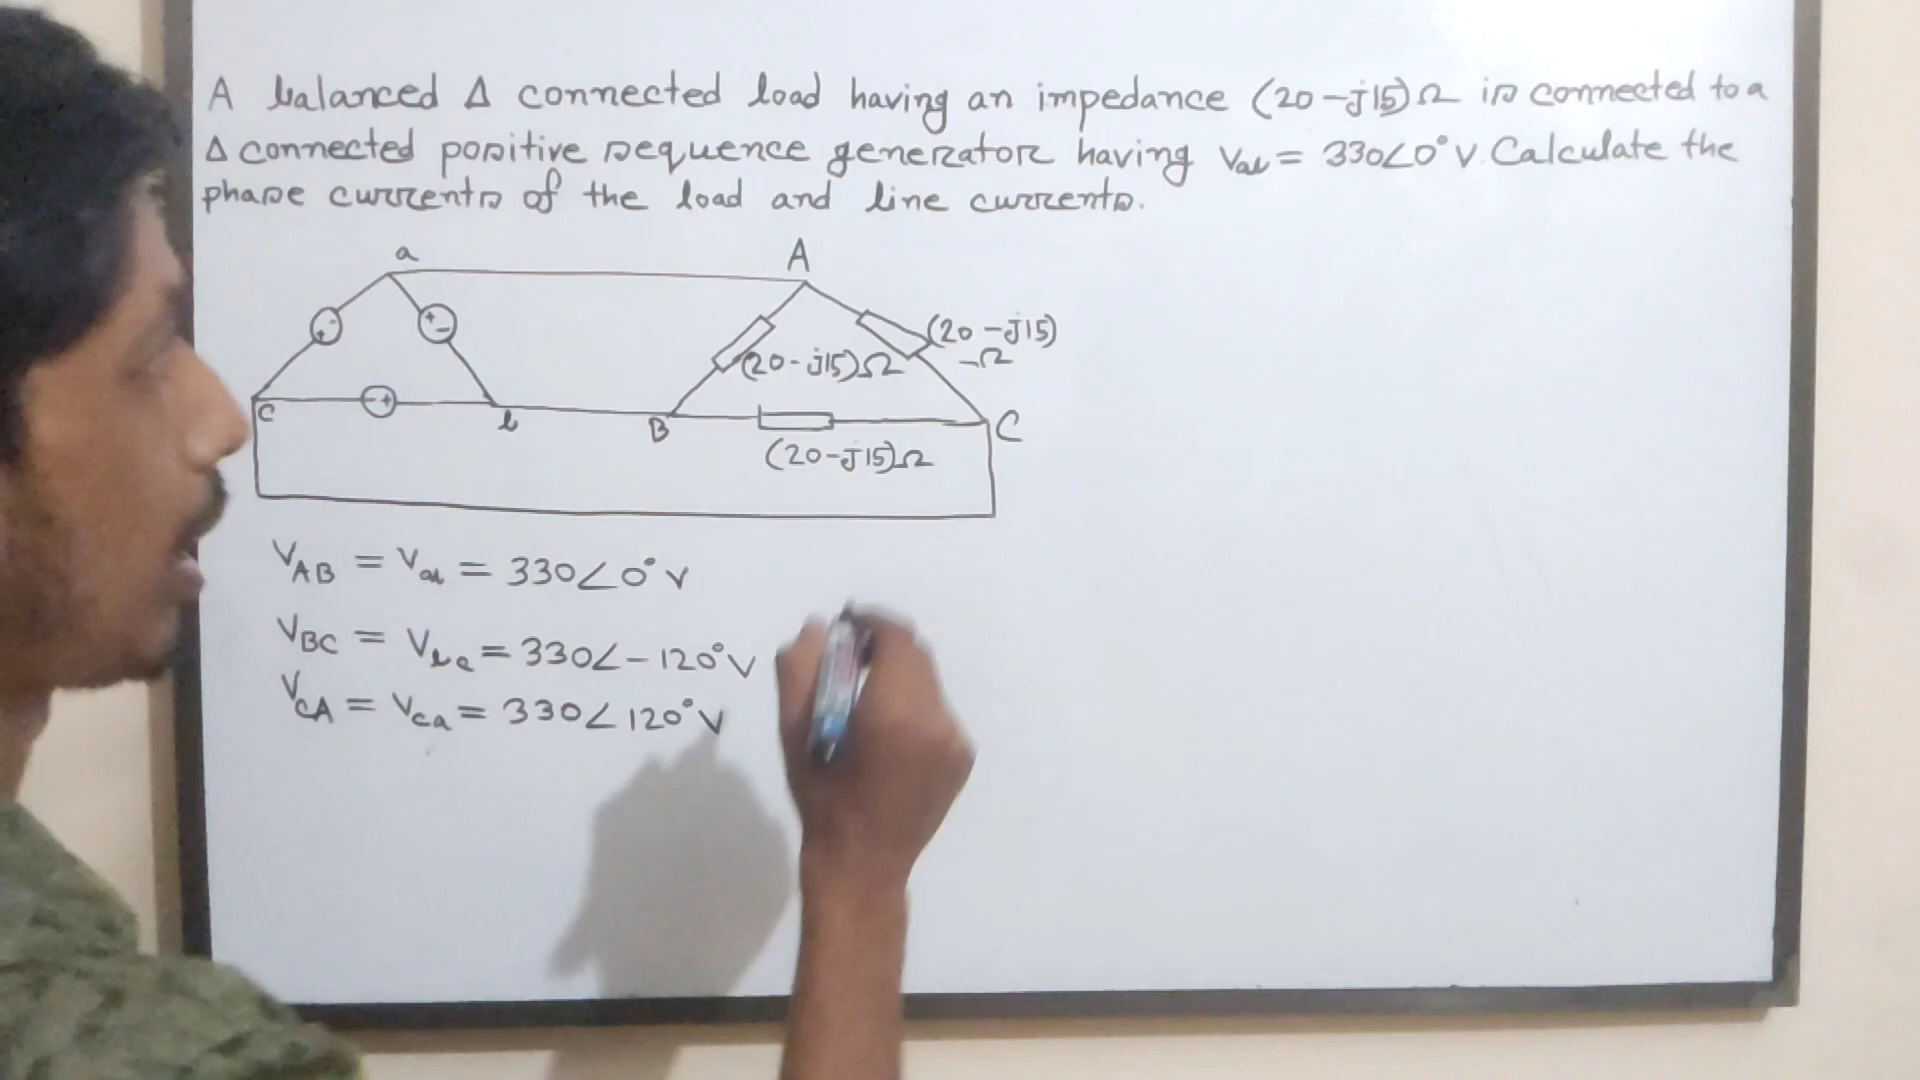 A balanced Δ connected load having an impedance (20-j15)Ω is connected to a
Δ connected positive sequence generator having Vab = 330∠0° V. Calculate the
phase currents of the load and line currents.
a
A
+ -
+ -
(20-j15)
Ω
(20-j15)Ω
C
- +
b
B
C
(20-j15)Ω
VAB = Vab = 330∠0° V
VBC = Vbc = 330∠-120° V
VCA = Vca = 330∠120° V